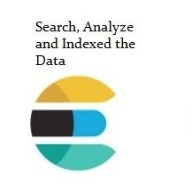 Search, Analyze
and Indexed the
Data